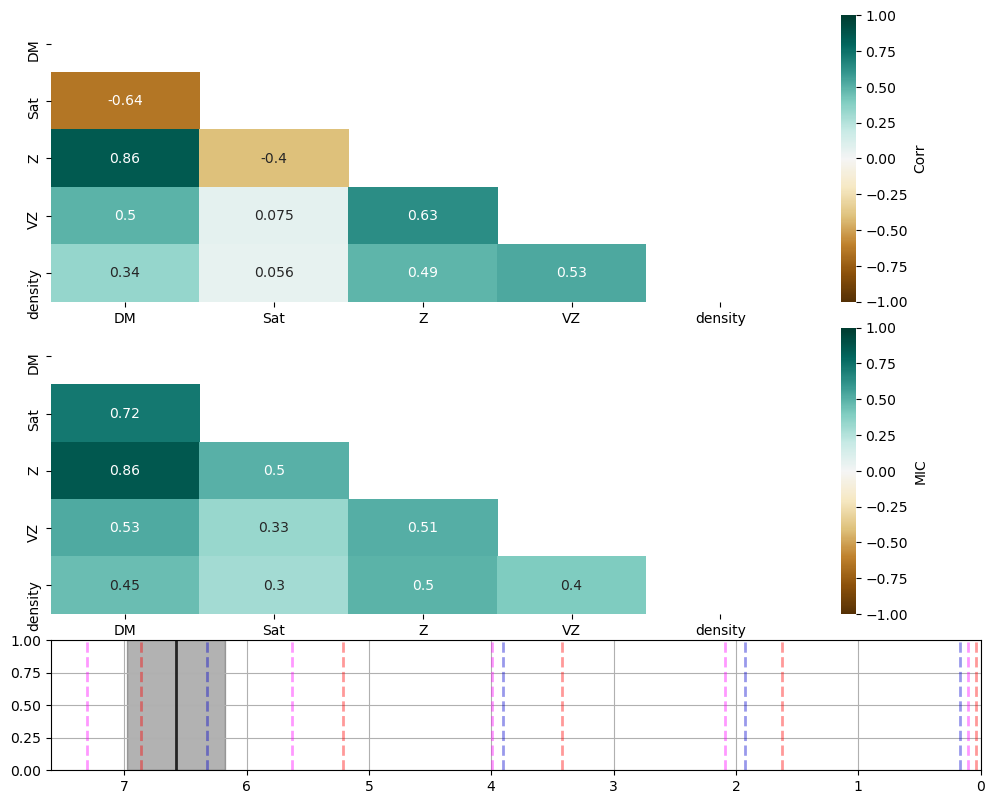 DM
Sat
Z
VZ
density
-0.64
0.86 -0.4
0.5 0.075 0.63
0.34 0.056 0.49 0.53
DM Sat Z VZ density
1.00
0.75
0.50
0.25
0.00
−0.25
−0.50
−0.75
−1.00
Corr
DM
Sat
Z
VZ
density
0.72
0.86 0.5
0.53 0.33 0.51
0.45 0.3 0.5 0.4
DM Sat Z VZ density
1.00
0.75
0.50
0.25
0.00
−0.25
−0.50
−0.75
−1.00
MIC
1.00
0.75
0.50
0.25
0.00
7 6 5 4 3 2 1 0